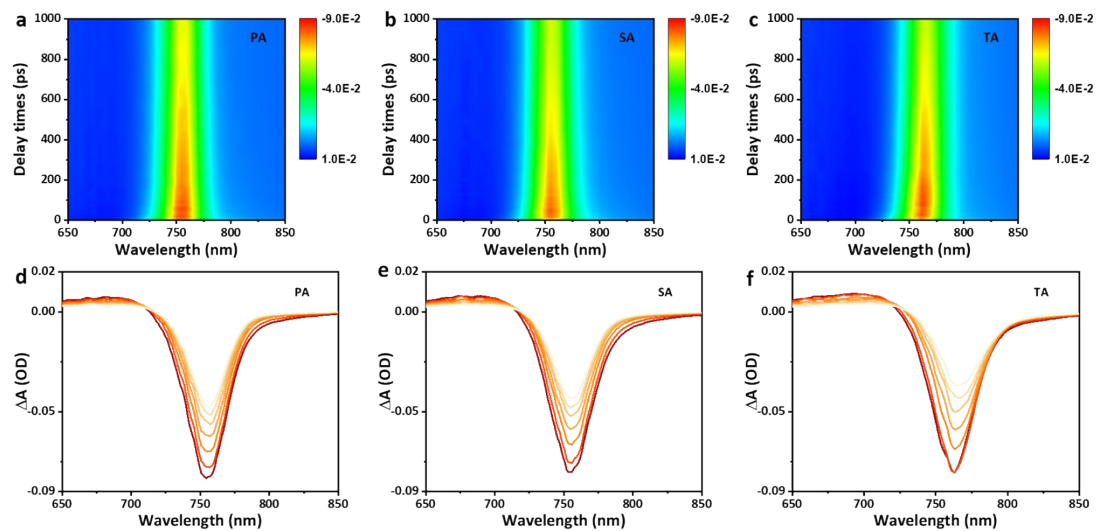 a
PA
Delay times (ps)
1000
800
600
400
200
0
650 700 750 800 850
Wavelength (nm)
-9.0E-2
-4.0E-2
1.0E-2
b
SA
Delay times (ps)
1000
800
600
400
200
0
650 700 750 800 850
Wavelength (nm)
-9.0E-2
-4.0E-2
1.0E-2
c
TA
Delay times (ps)
1000
800
600
400
200
0
650 700 750 800 850
Wavelength (nm)
-9.0E-2
-4.0E-2
1.0E-2
d
PA
ΔA (OD)
0.02
0.00
-0.05
-0.09
650 700 750 800 850
Wavelength (nm)
e
SA
ΔA (OD)
0.02
0.00
-0.05
-0.09
650 700 750 800 850
Wavelength (nm)
f
TA
ΔA (OD)
0.02
0.00
-0.05
-0.09
650 700 750 800 850
Wavelength (nm)